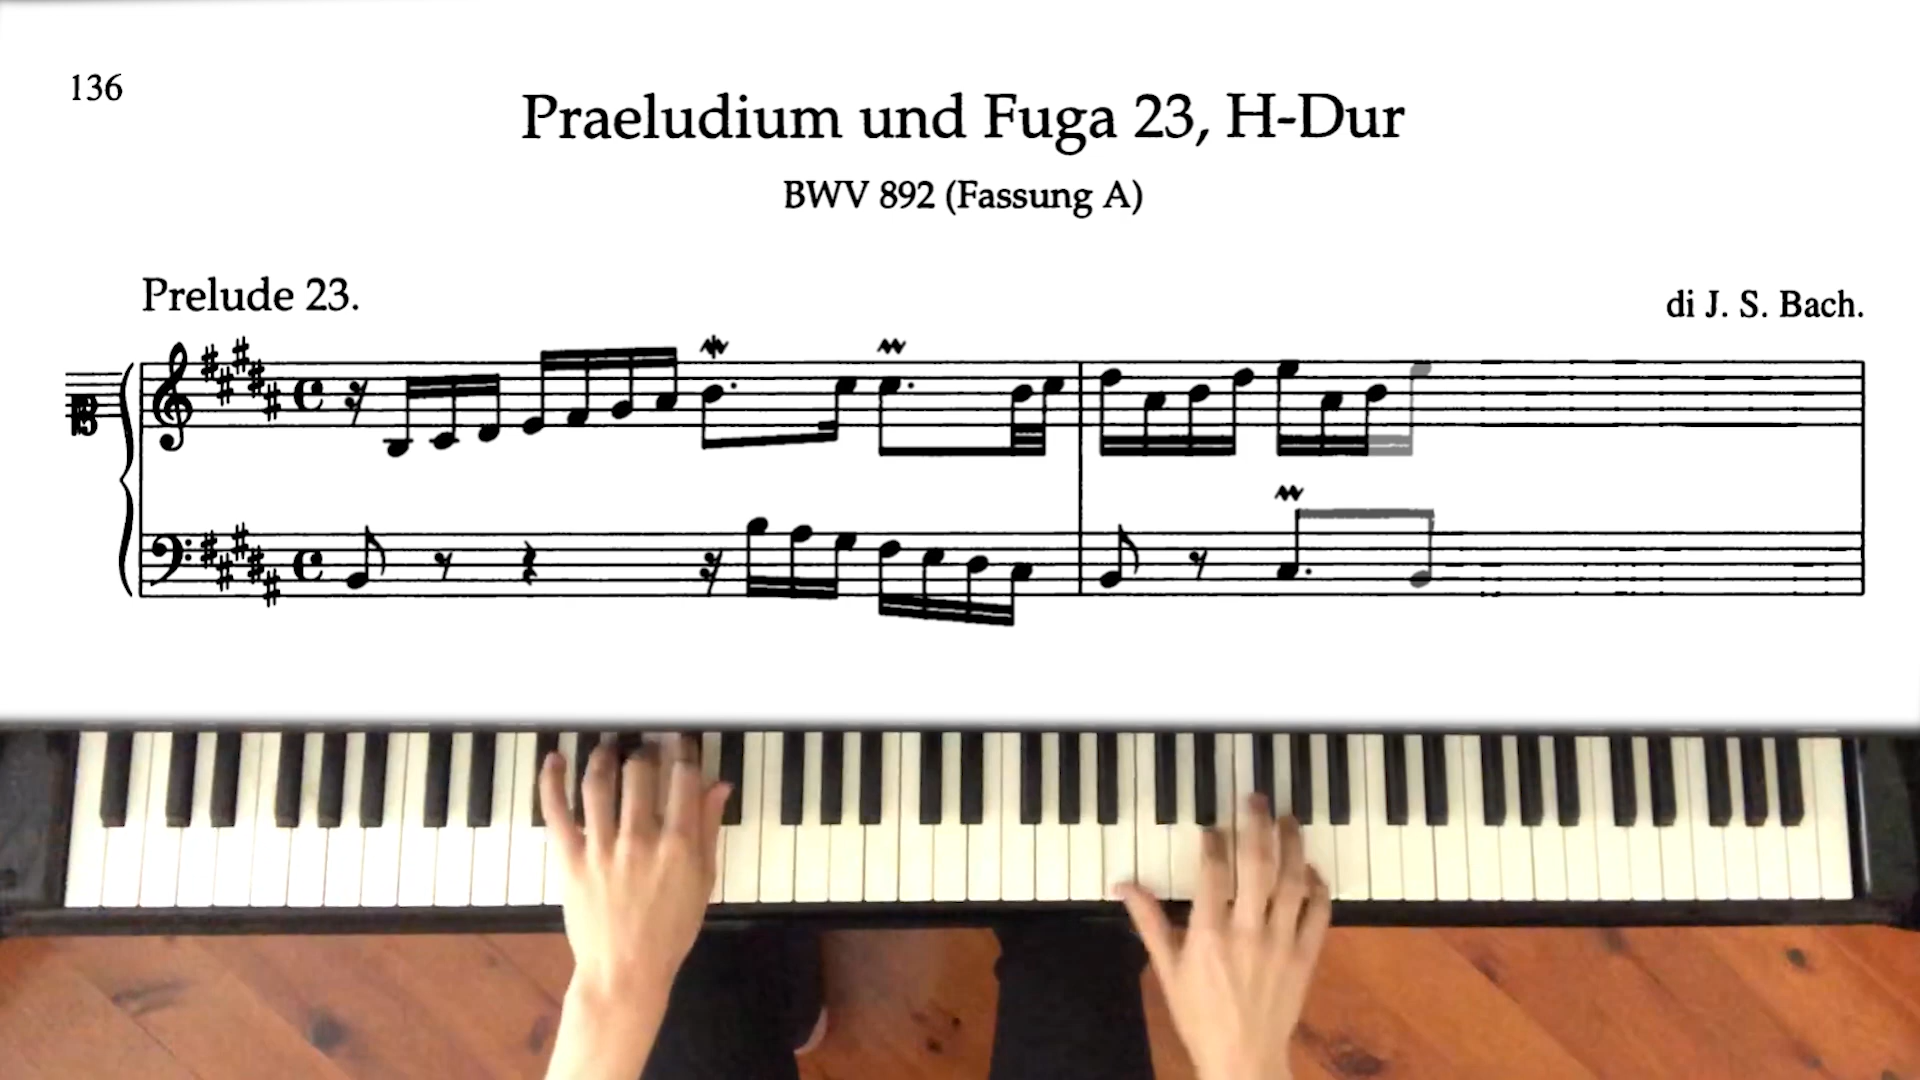 136
Praeludium und Fuga 23, H-Dur
BWV 892 (Fassung A)
Prelude 23.
di J. S. Bach.